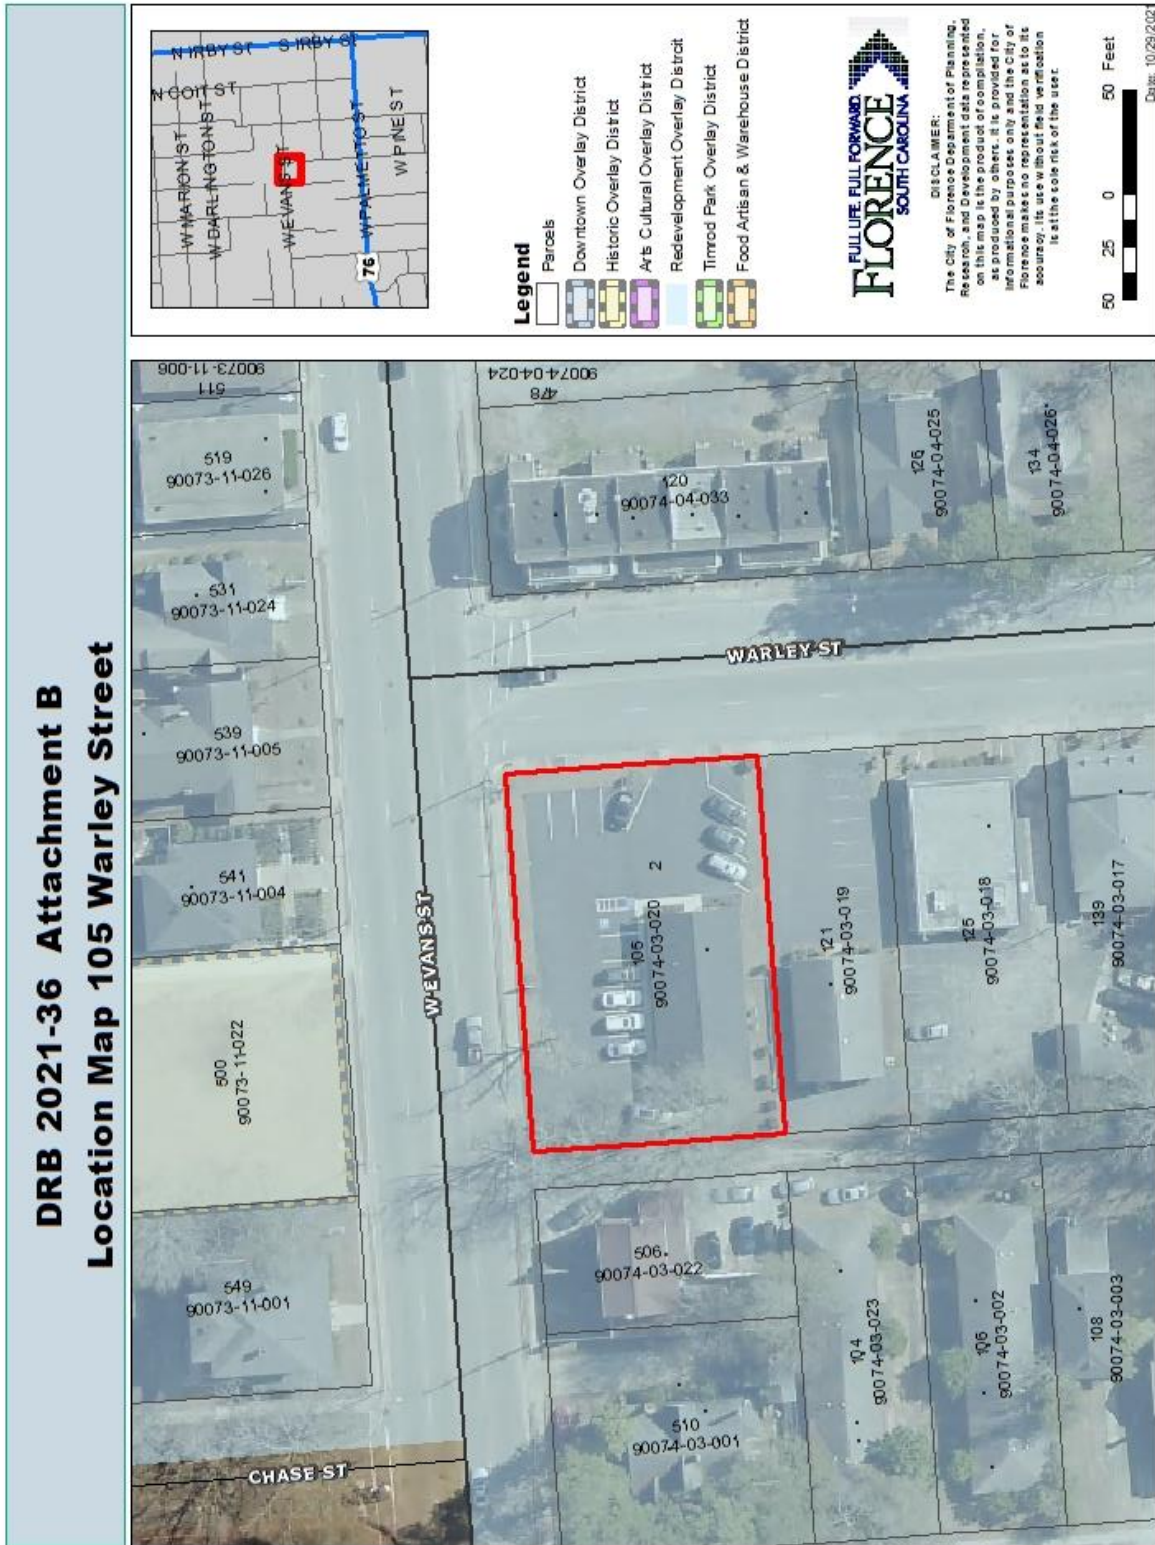 DRB 2021-36 Attachment B
Location Map 105 Warley Street
549
90073-11-001
500
90073-11-022
541
90073-11-004
539
90073-11-005
531
90073-11-024
519
90073-11-026
511
90073-11-006
CHASE ST
W EVANS ST
WARLEY ST
510
90074-03-001
506
90074-03-022
105
90074-03-020
2
120
90074-04-033
478
90074-04-024
104
90074-03-023
106
90074-03-002
108
90074-03-003
121
90074-03-019
125
90074-03-018
139
90074-03-017
126
90074-04-025
134
90074-04-026
N IRBY ST
S IRBY ST
N COIT ST
W MARION ST
W DARLINGTON ST
W EVANS ST
W PALMETTO ST
W PINE ST
76
Legend
Parcels
Downtown Overlay District
Historic Overlay District
Arts Cultural Overlay District
Redevelopment Overlay Distrcit
Timrod Park Overlay District
Food Artisan & Warehouse District
FULL LIFE. FULL FORWARD.
FLORENCE
SOUTH CAROLINA
DISCLAIMER:
The City of Florence Deparment of Planning,
Research, and Development data represented
on this map is the product of compilation,
as produced by others. It is provided for
informational purposes only and the City of
Florence makes no representation as to its
accuracy. Its use without field verification
is at the sole risk of the user.
50 25 0 50 Feet
Date: 10/29/2021